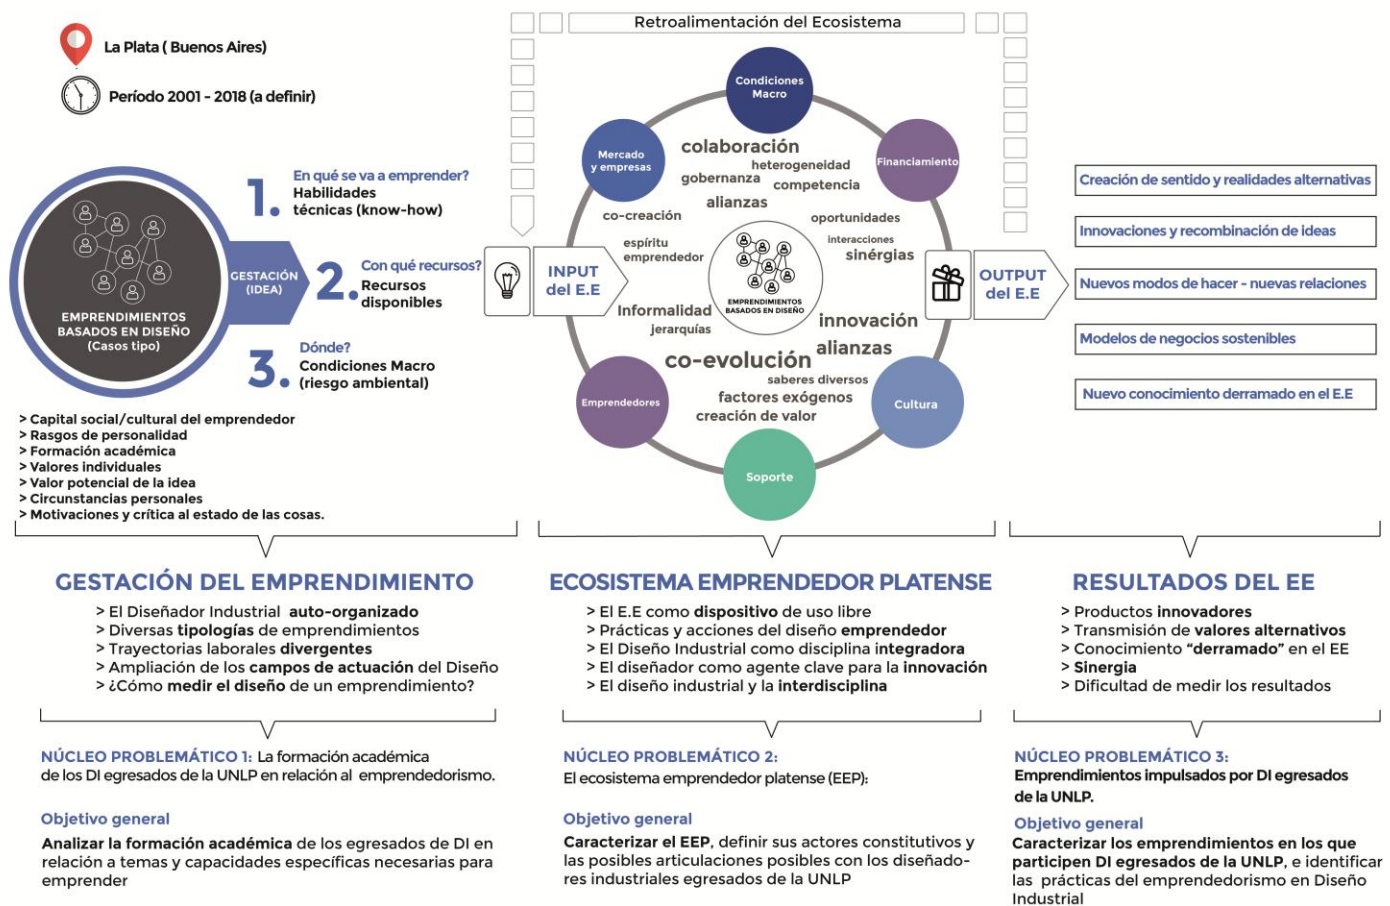 Retroalimentación del Ecosistema
La Plata ( Buenos Aires)
Período 2001 - 2018 (a definir)
EMPRENDIMIENTOS
BASADOS EN DISEÑO
(Casos tipo)
GESTACIÓN
(IDEA)
1.
En qué se va a emprender?
Habilidades
técnicas (know-how)
2.
Con qué recursos?
Recursos
disponibles
3.
Dónde?
Condiciones Macro
(riesgo ambiental)
> Capital social/cultural del emprendedor
> Rasgos de personalidad
> Formación académica
> Valores individuales
> Valor potencial de la idea
> Circunstancias personales
> Motivaciones y crítica al estado de las cosas.
INPUT
del E.E
Condiciones
Macro
Mercado
y empresas
Financiamiento
Emprendedores
Cultura
Soporte
colaboración
heterogeneidad
gobernanza
competencia
alianzas
co-creación
oportunidades
espíritu
emprendedor
interacciones
sinérgias
EMPRENDIMIENTOS
BASADOS EN DISEÑO
Informalidad
jerarquías
innovación
alianzas
co-evolución
saberes diversos
factores exógenos
creación de valor
OUTPUT
del E.E
Creación de sentido y realidades alternativas
Innovaciones y recombinación de ideas
Nuevos modos de hacer - nuevas relaciones
Modelos de negocios sostenibles
Nuevo conocimiento derramado en el E.E
GESTACIÓN DEL EMPRENDIMIENTO
> El Diseñador Industrial auto-organizado
> Diversas tipologías de emprendimientos
> Trayectorias laborales divergentes
> Ampliación de los campos de actuación del Diseño
> ¿Cómo medir el diseño de un emprendimiento?
NÚCLEO PROBLEMÁTICO 1: La formación académica
de los DI egresados de la UNLP en relación al emprendedorismo.
Objetivo general
Analizar la formación académica de los egresados de DI en
relación a temas y capacidades específicas necesarias para
emprender
ECOSISTEMA EMPRENDEDOR PLATENSE
> El E.E como dispositivo de uso libre
> Prácticas y acciones del diseño emprendedor
> El Diseño Industrial como disciplina integradora
> El diseñador como agente clave para la innovación
> El diseño industrial y la interdisciplina
NÚCLEO PROBLEMÁTICO 2:
El ecosistema emprendedor platense (EEP):
Objetivo general
Caracterizar el EEP, definir sus actores constitutivos y
las posibles articulaciones posibles con los diseñado-
res industriales egresados de la UNLP
RESULTADOS DEL EE
> Productos innovadores
> Transmisión de valores alternativos
> Conocimiento “derramado” en el EE
> Sinergia
> Dificultad de medir los resultados
NÚCLEO PROBLEMÁTICO 3:
Emprendimientos impulsados por DI egresados
de la UNLP.
Objetivo general
Caracterizar los emprendimientos en los que
participen DI egresados de la UNLP, e identificar
las prácticas del emprendedorismo en Diseño
Industrial